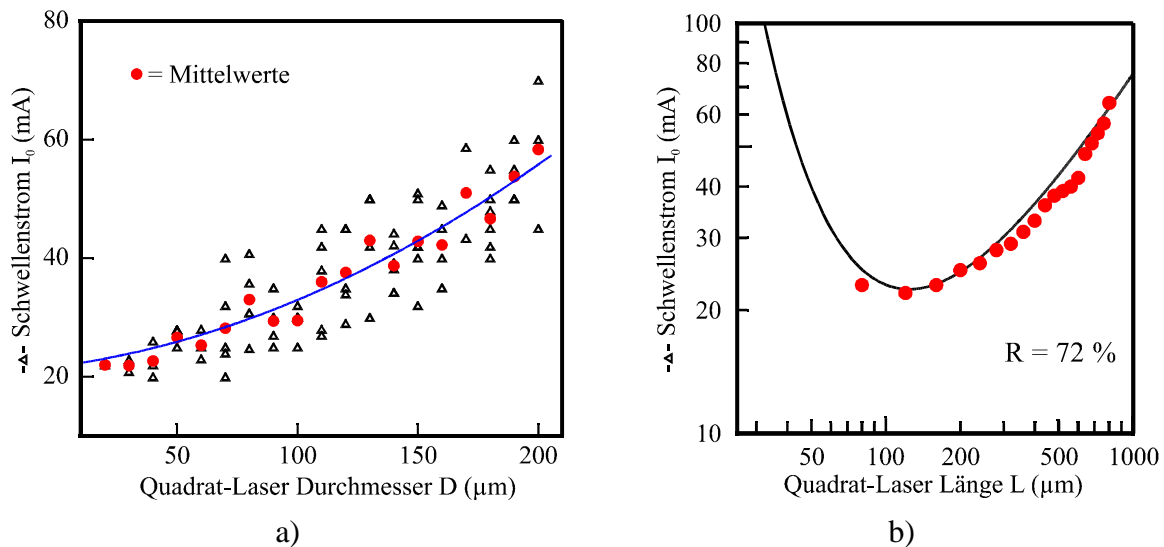 80
60
40
20
-Δ- Schwellenstrom I₀ (mA)
= Mittelwerte
50 100 150 200
Quadrat-Laser Durchmesser D (µm)
a)
100
80
60
40
30
20
10
-Δ- Schwellenstrom I₀ (mA)
R = 72 %
50 100 200 500 1000
Quadrat-Laser Länge L (µm)
b)